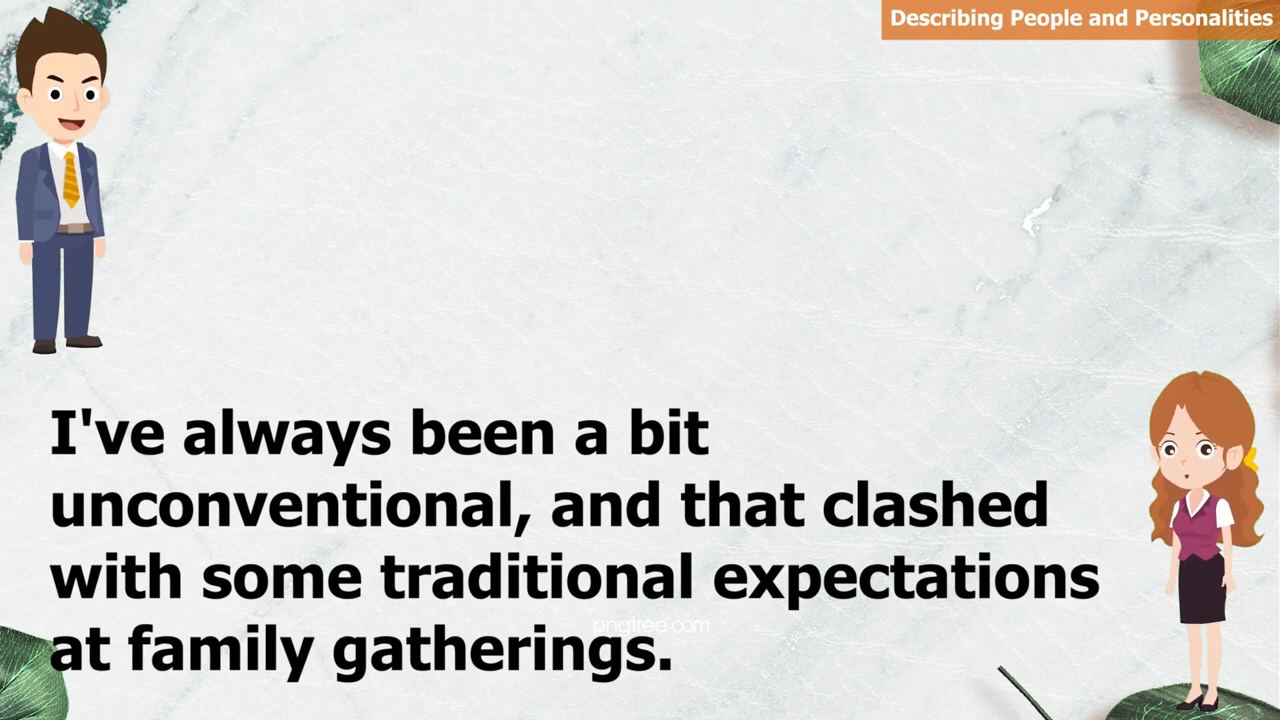 Describing People and Personalities
I've always been a bit
unconventional, and that clashed
with some traditional expectations
at family gatherings.
pngtree.com